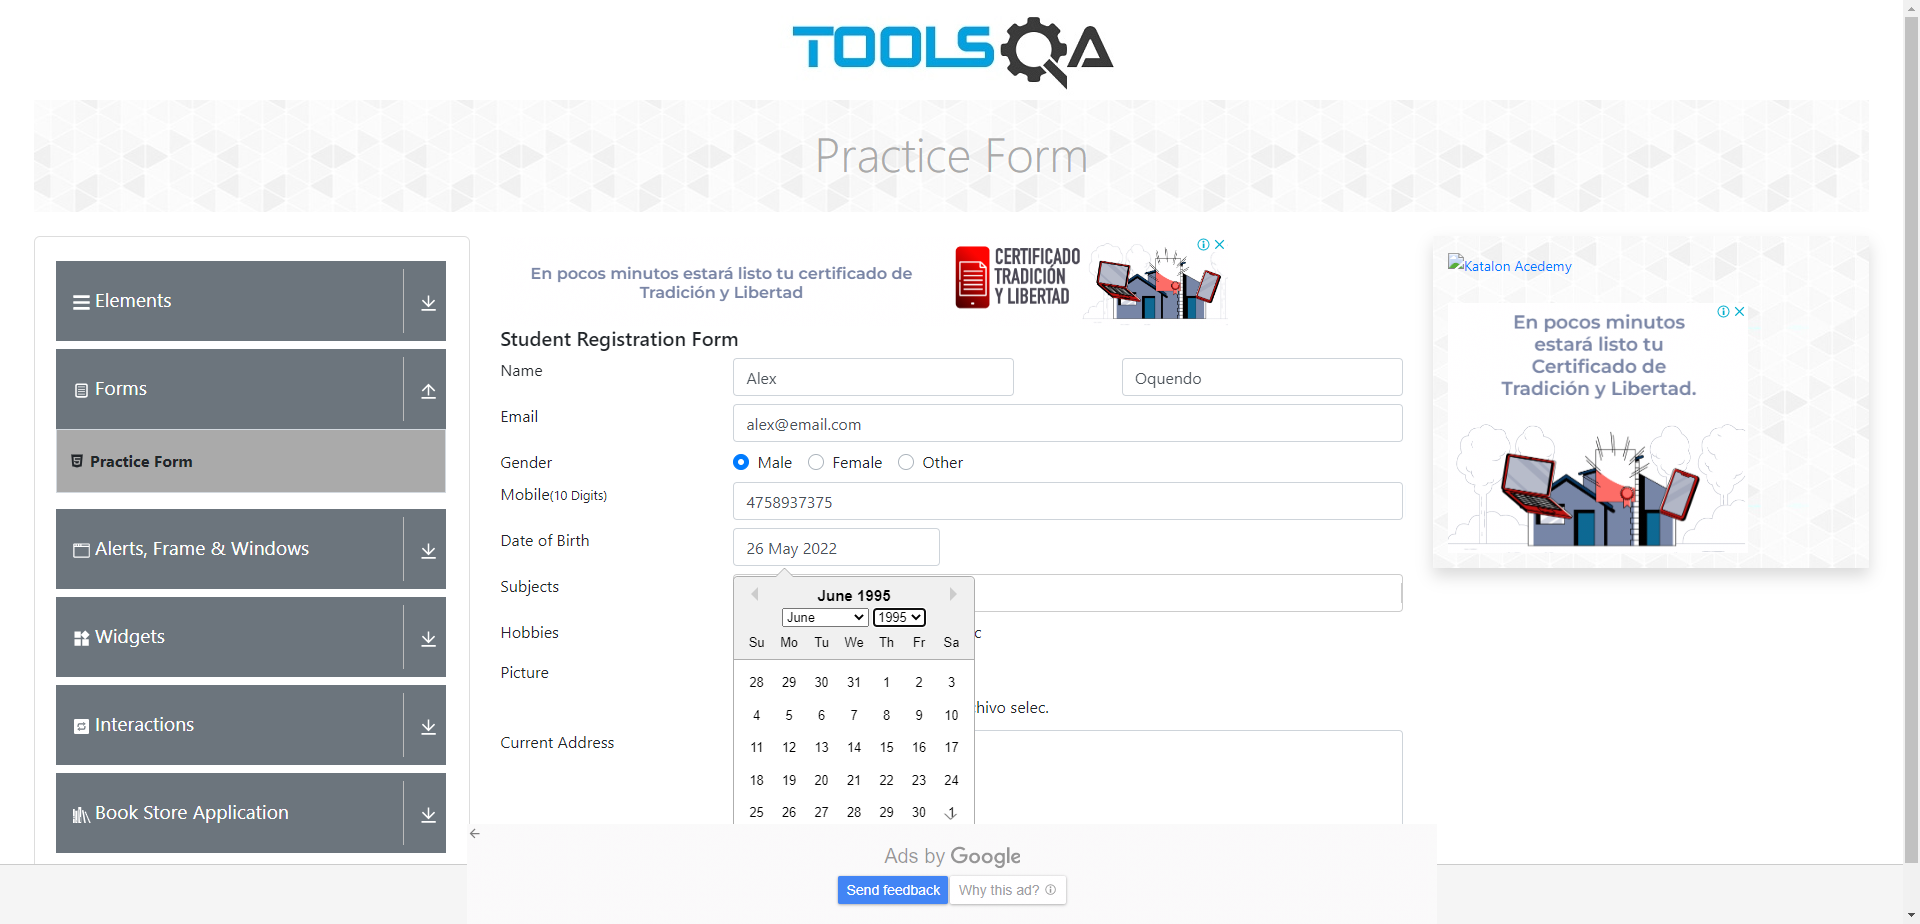 TOOLSQA
Practice Form
Elements
Forms
Practice Form
Alerts, Frame & Windows
Widgets
Interactions
Book Store Application
En pocos minutos estará listo tu certificado de
Tradición y Libertad
CERTIFICADO
TRADICIÓN
Y LIBERTAD
Student Registration Form
Name
Alex
Oquendo
Email
alex@email.com
Gender
Male
Female
Other
Mobile(10 Digits)
4758937375
Date of Birth
26 May 2022
Subjects
June 1995
June
1995
Su Mo Tu We Th Fr Sa
28 29 30 31 1 2 3
4 5 6 7 8 9 10
11 12 13 14 15 16 17
18 19 20 21 22 23 24
25 26 27 28 29 30 1
Hobbies
c
Picture
hivo selec.
Current Address
Katalon Acedemy
En pocos minutos
estará listo tu
Certificado de
Tradición y Libertad.
Ads by Google
Send feedback
Why this ad?